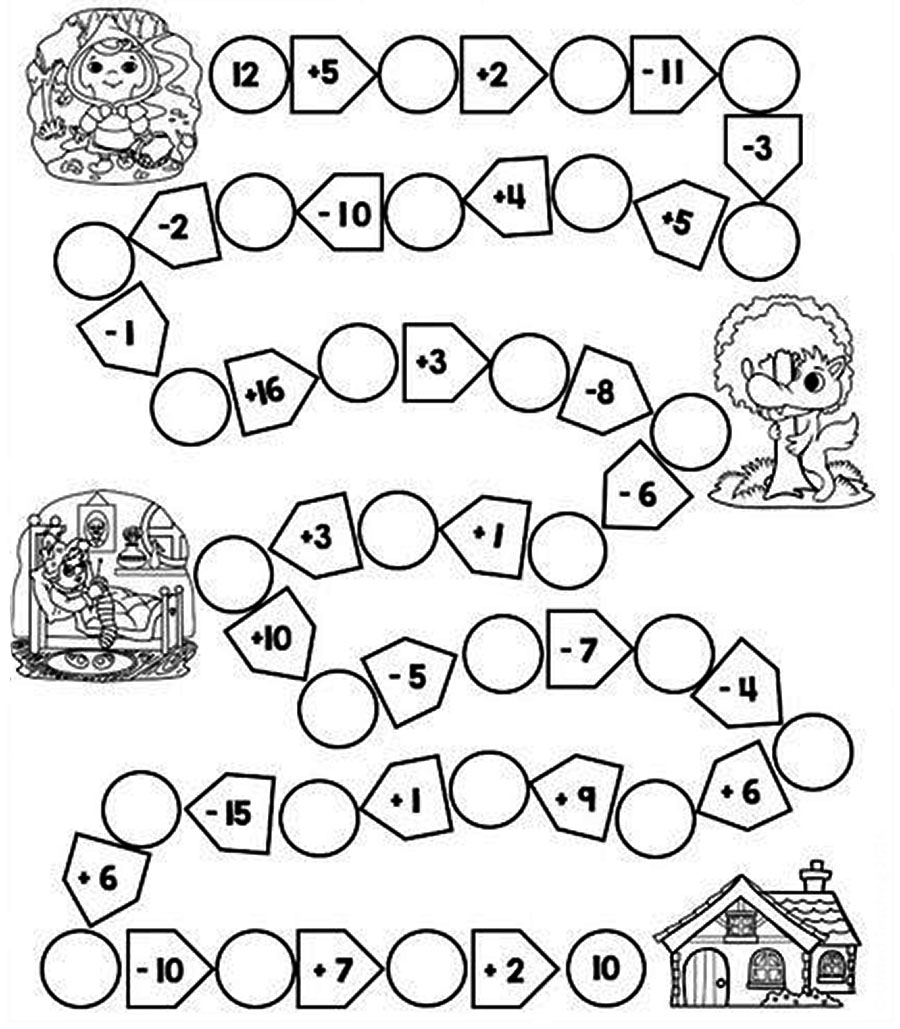 12 +5 +2 - 11
-3
+5 +4 - 10 -2
- 1
+16 +3 -8
- 6
+ 1 +3
+10
- 5 - 7 - 4
+ 6 + 9 + 1 - 15
+ 6
- 10 + 7 + 2 10